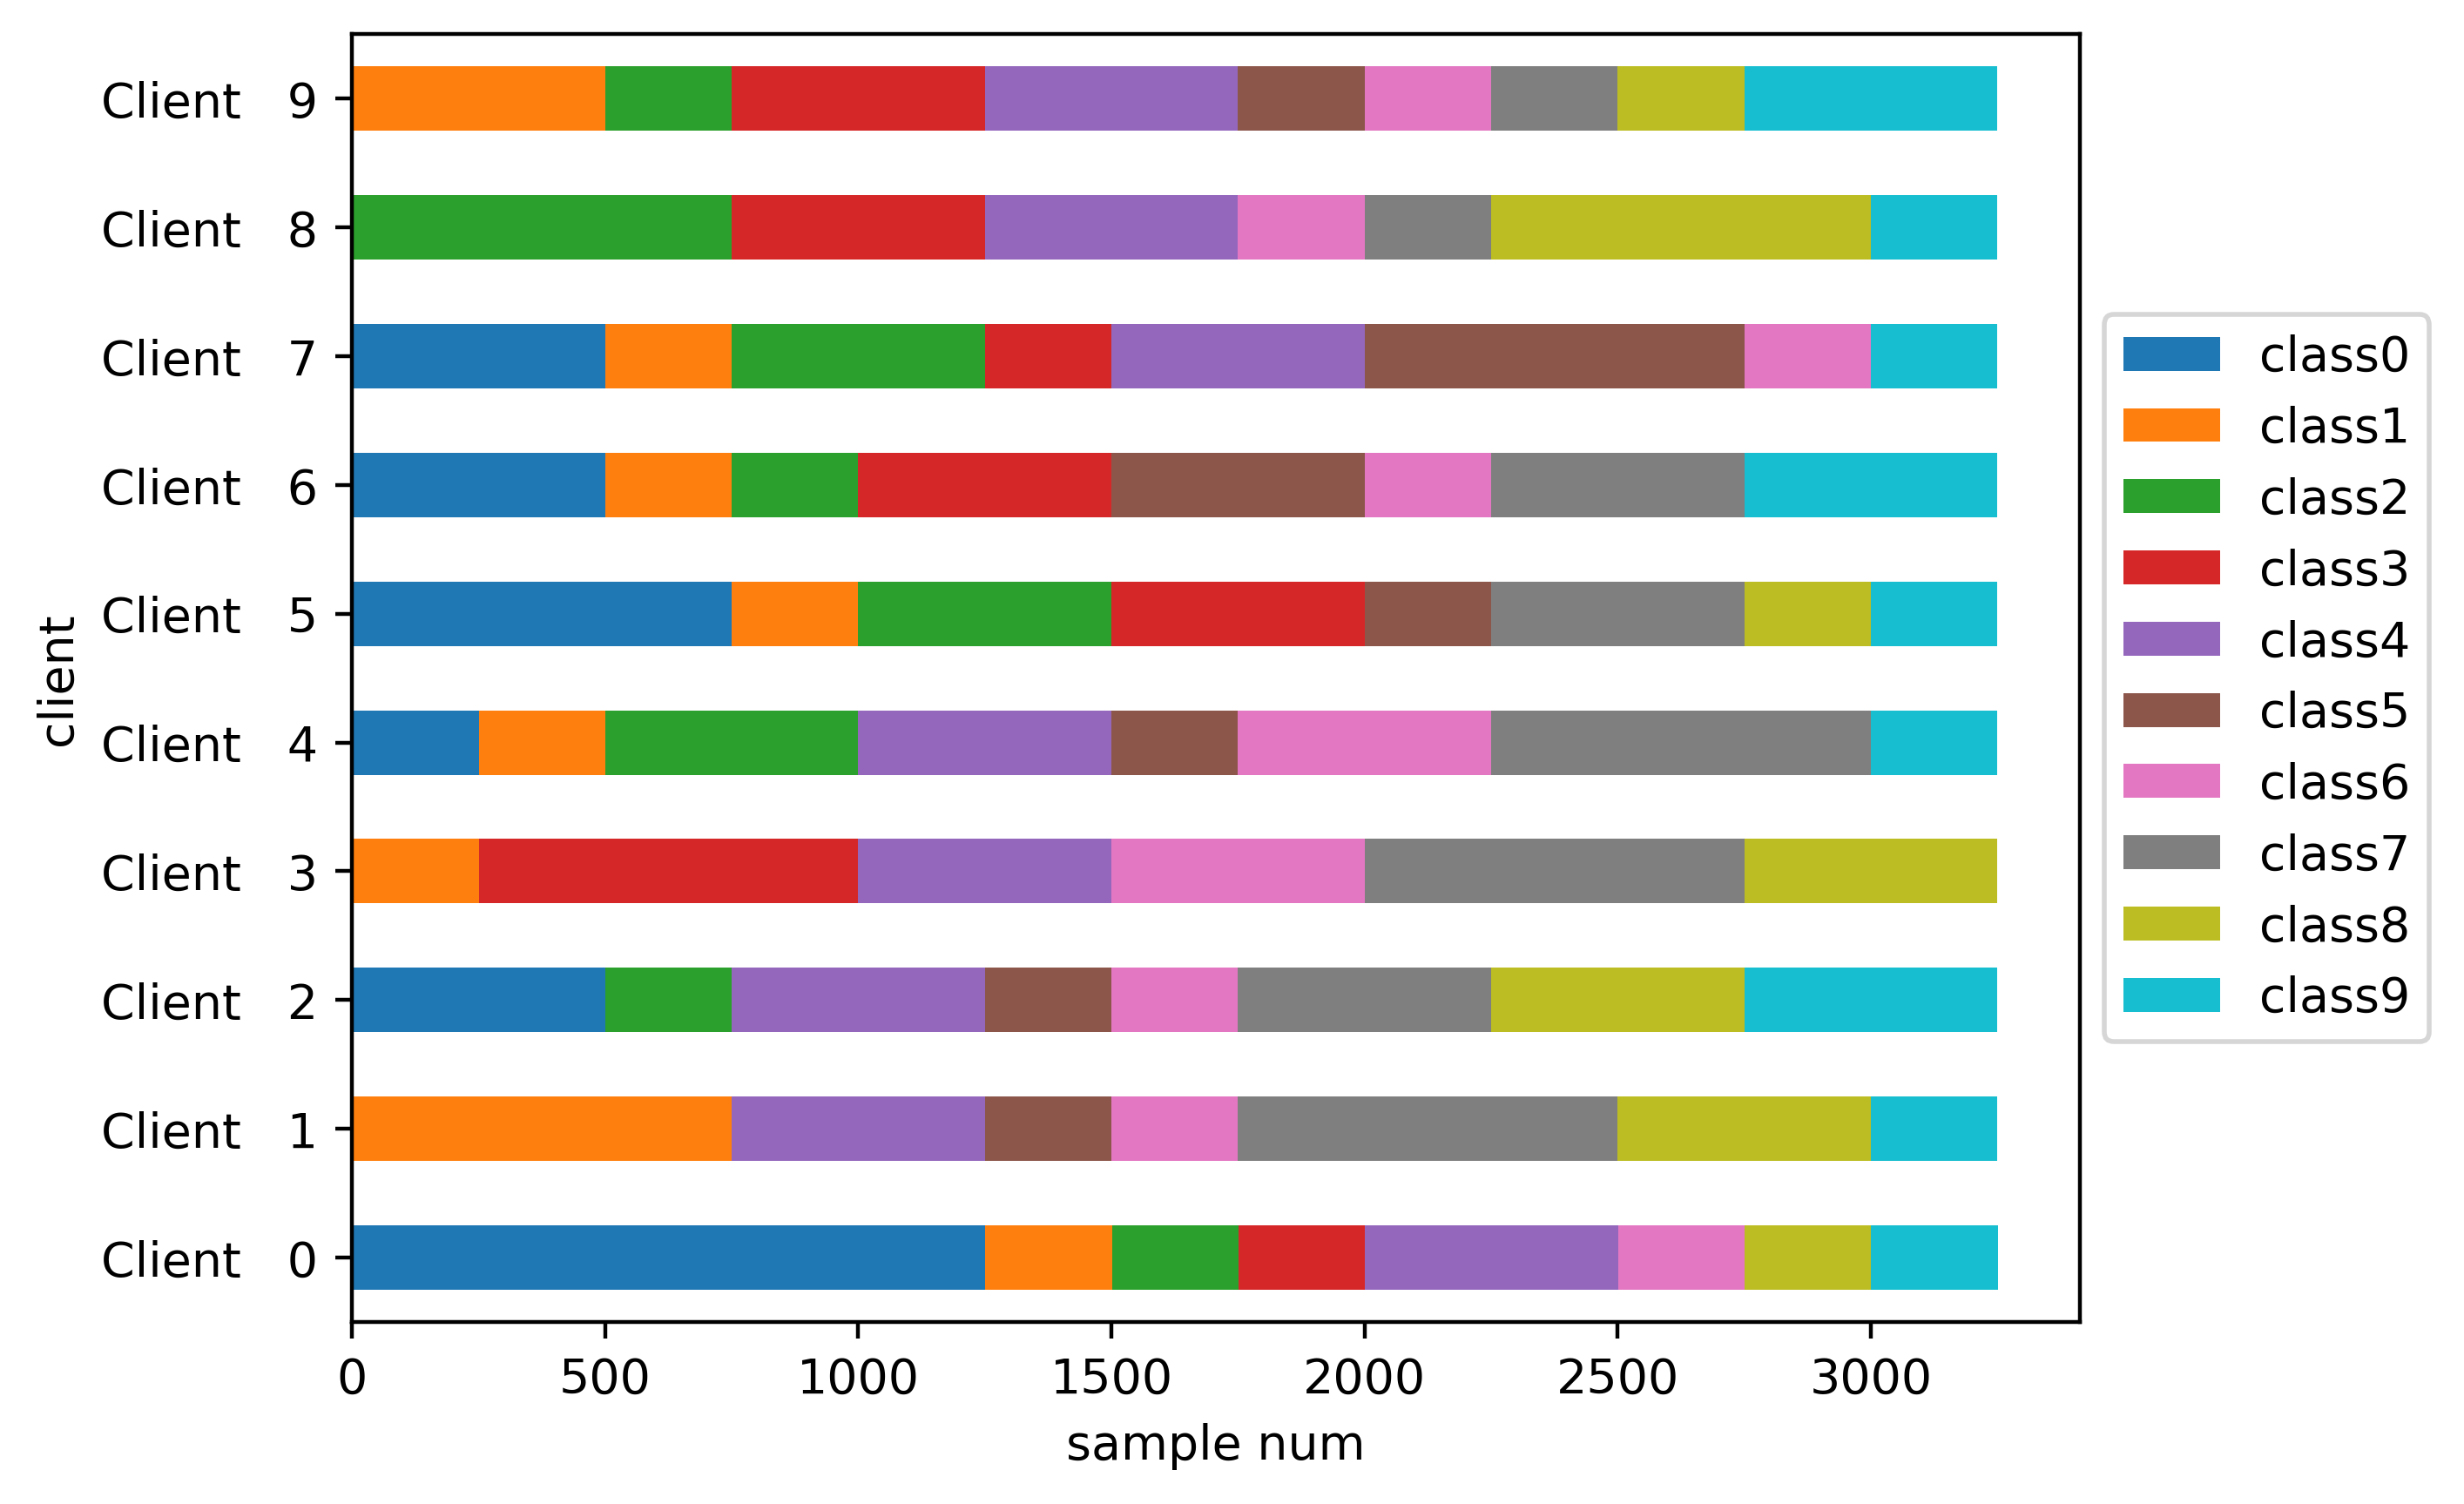 Client 9
Client 8
Client 7
Client 6
Client 5
Client 4
Client 3
Client 2
Client 1
Client 0
client
0 500 1000 1500 2000 2500 3000
sample num
class0
class1
class2
class3
class4
class5
class6
class7
class8
class9